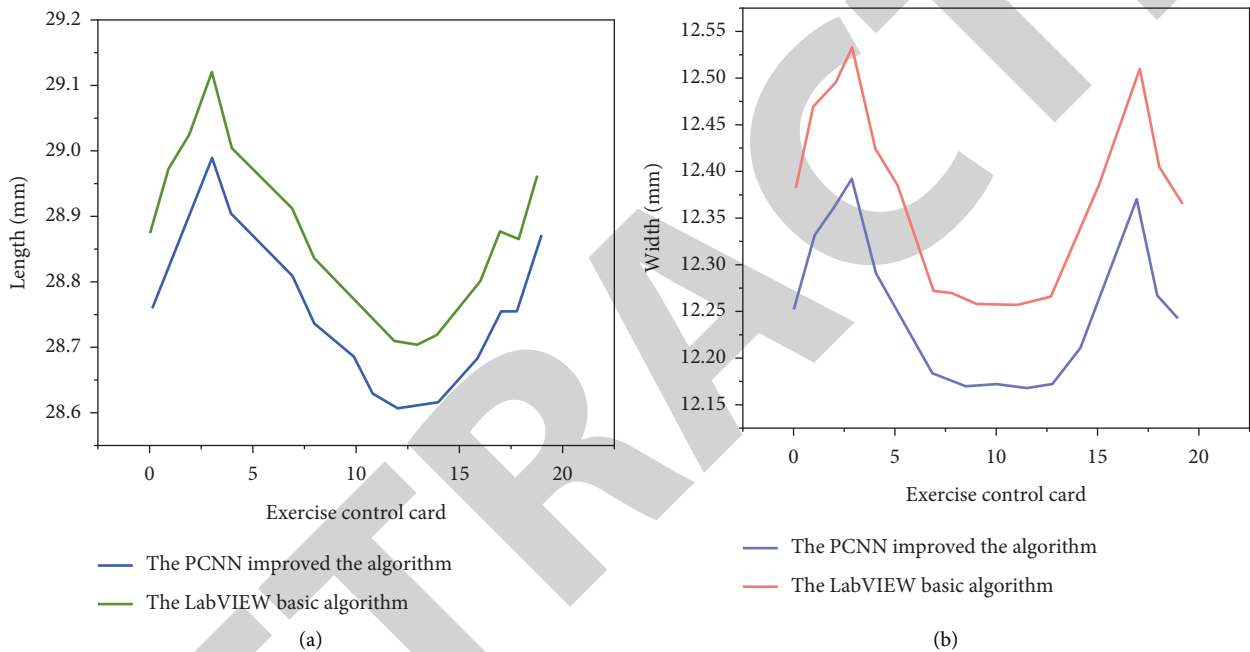 29.2
29.1
29.0
28.9
28.8
28.7
28.6
Length (mm)
0 5 10 15 20
Exercise control card
The PCNN improved the algorithm
The LabVIEW basic algorithm
(a)
12.55
12.50
12.45
12.40
12.35
12.30
12.25
12.20
12.15
Width (mm)
0 5 10 15 20
Exercise control card
The PCNN improved the algorithm
The LabVIEW basic algorithm
(b)
TRACT